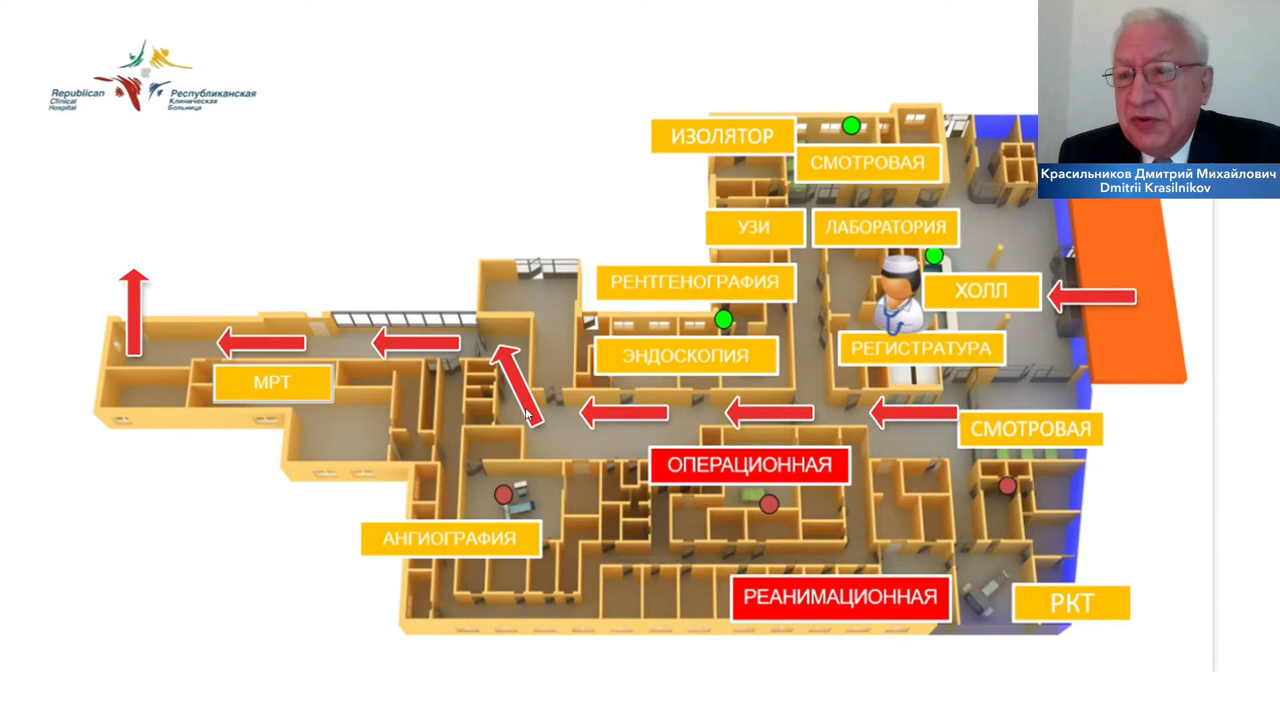 Republican
Clinical
Hospital
Республиканская
Клиническая
Больница
Красильников Дмитрий Михайлович
Dmitrii Krasilnikov
ИЗОЛЯТОР
СМОТРОВАЯ
УЗИ
ЛАБОРАТОРИЯ
РЕНТГЕНОГРАФИЯ
ХОЛЛ
ЭНДОСКОПИЯ
РЕГИСТРАТУРА
МРТ
СМОТРОВАЯ
ОПЕРАЦИОННАЯ
АНГИОГРАФИЯ
РЕАНИМАЦИОННАЯ
РКТ